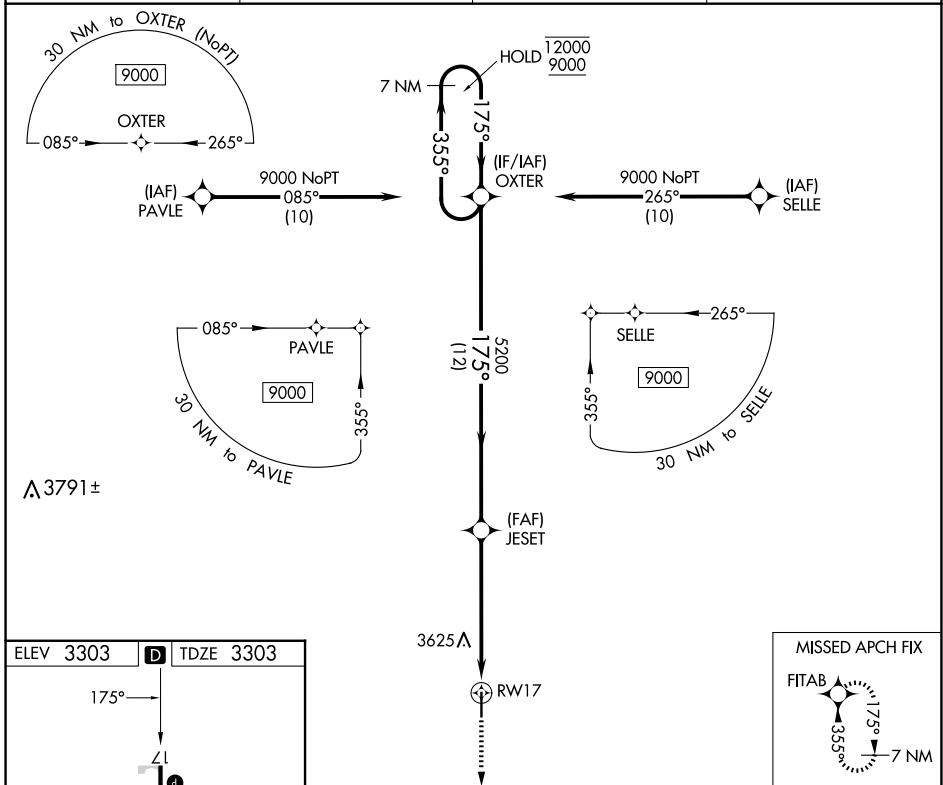 30 NM to OXTER (NoPT)
9000
OXTER
085°
265°
HOLD 12000
9000
7 NM
175°
355°
(IF/IAF)
OXTER
(IAF)
PAVLE
9000 NoPT
085°
(10)
9000 NoPT
265°
(10)
(IAF)
SELLE
085°
PAVLE
9000
355°
30 NM to PAVLE
5200
175°
(12)
265°
SELLE
9000
355°
30 NM to SELLE
3791±
(FAF)
JESET
3625
RW17
ELEV 3303 D TDZE 3303
175°
17
P
MISSED APCH FIX
FITAB
175°
355°
7 NM